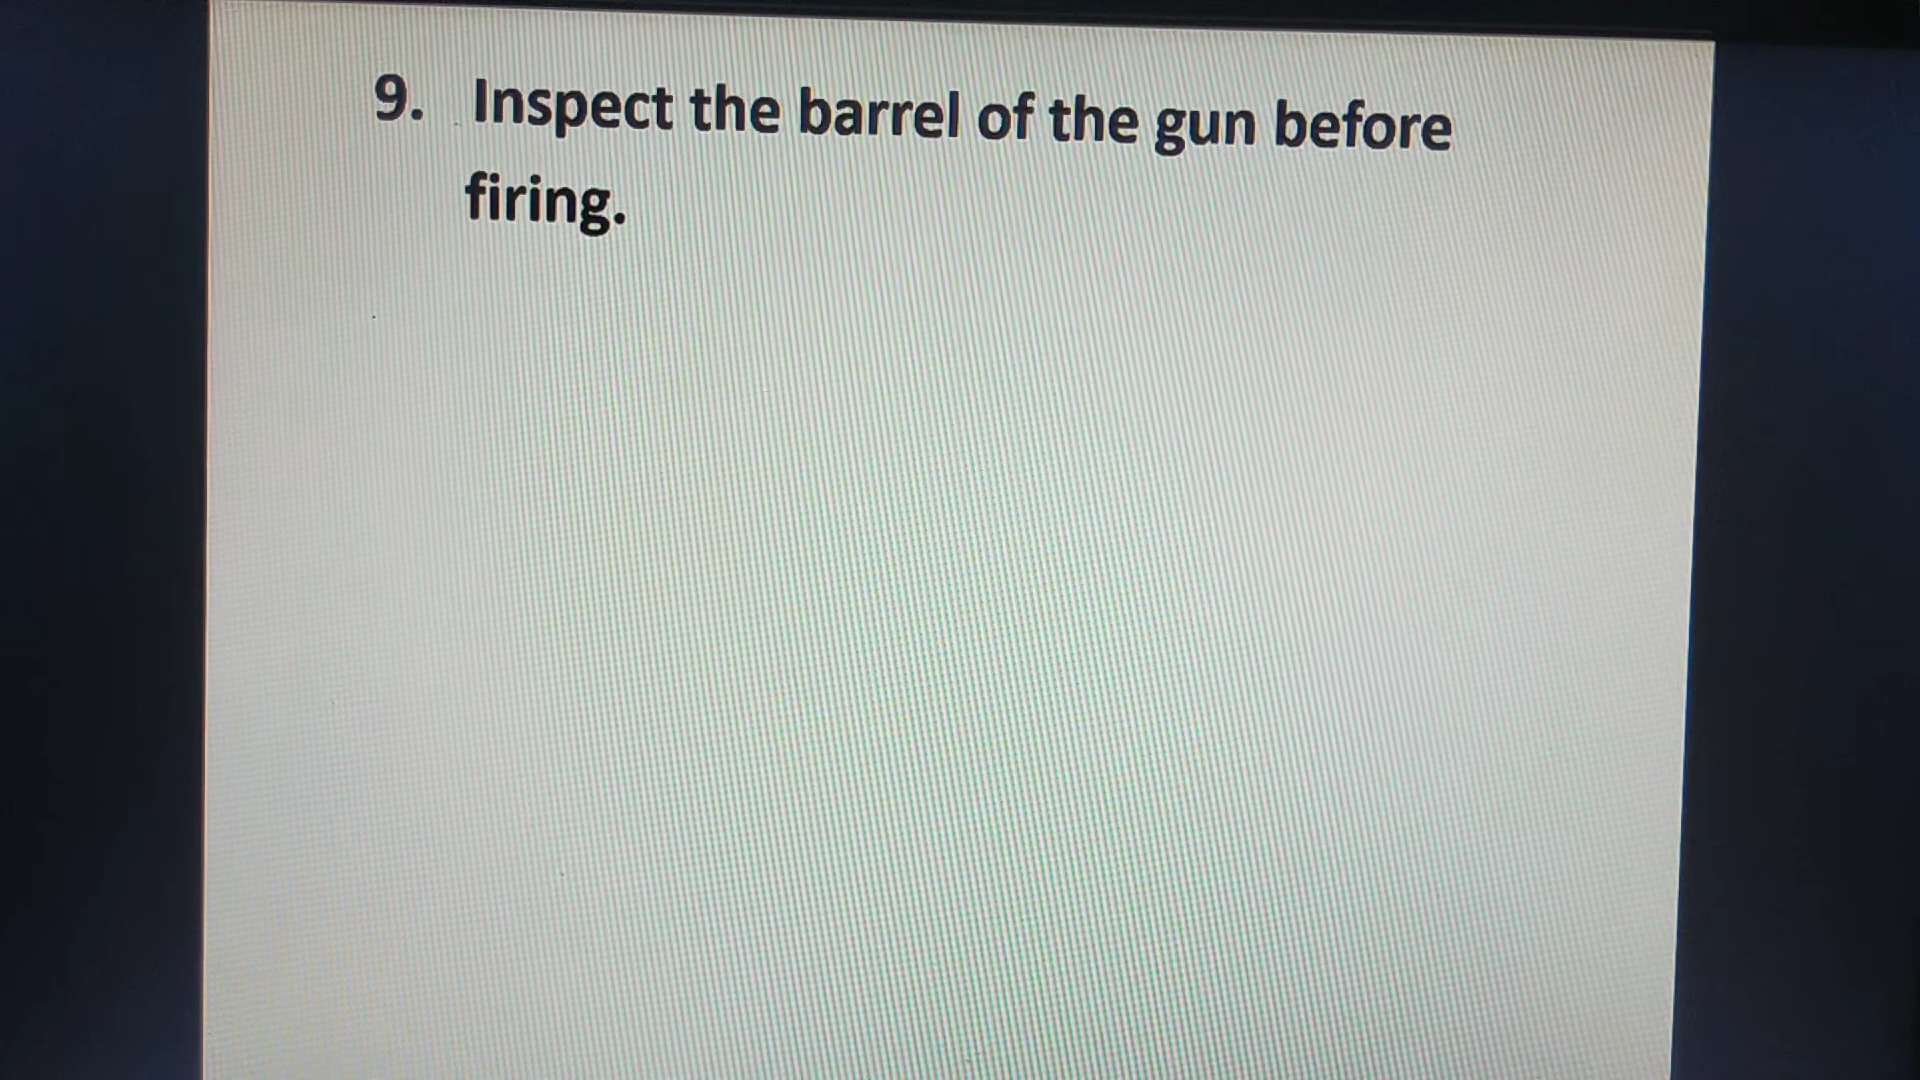 9. Inspect the barrel of the gun before
firing.